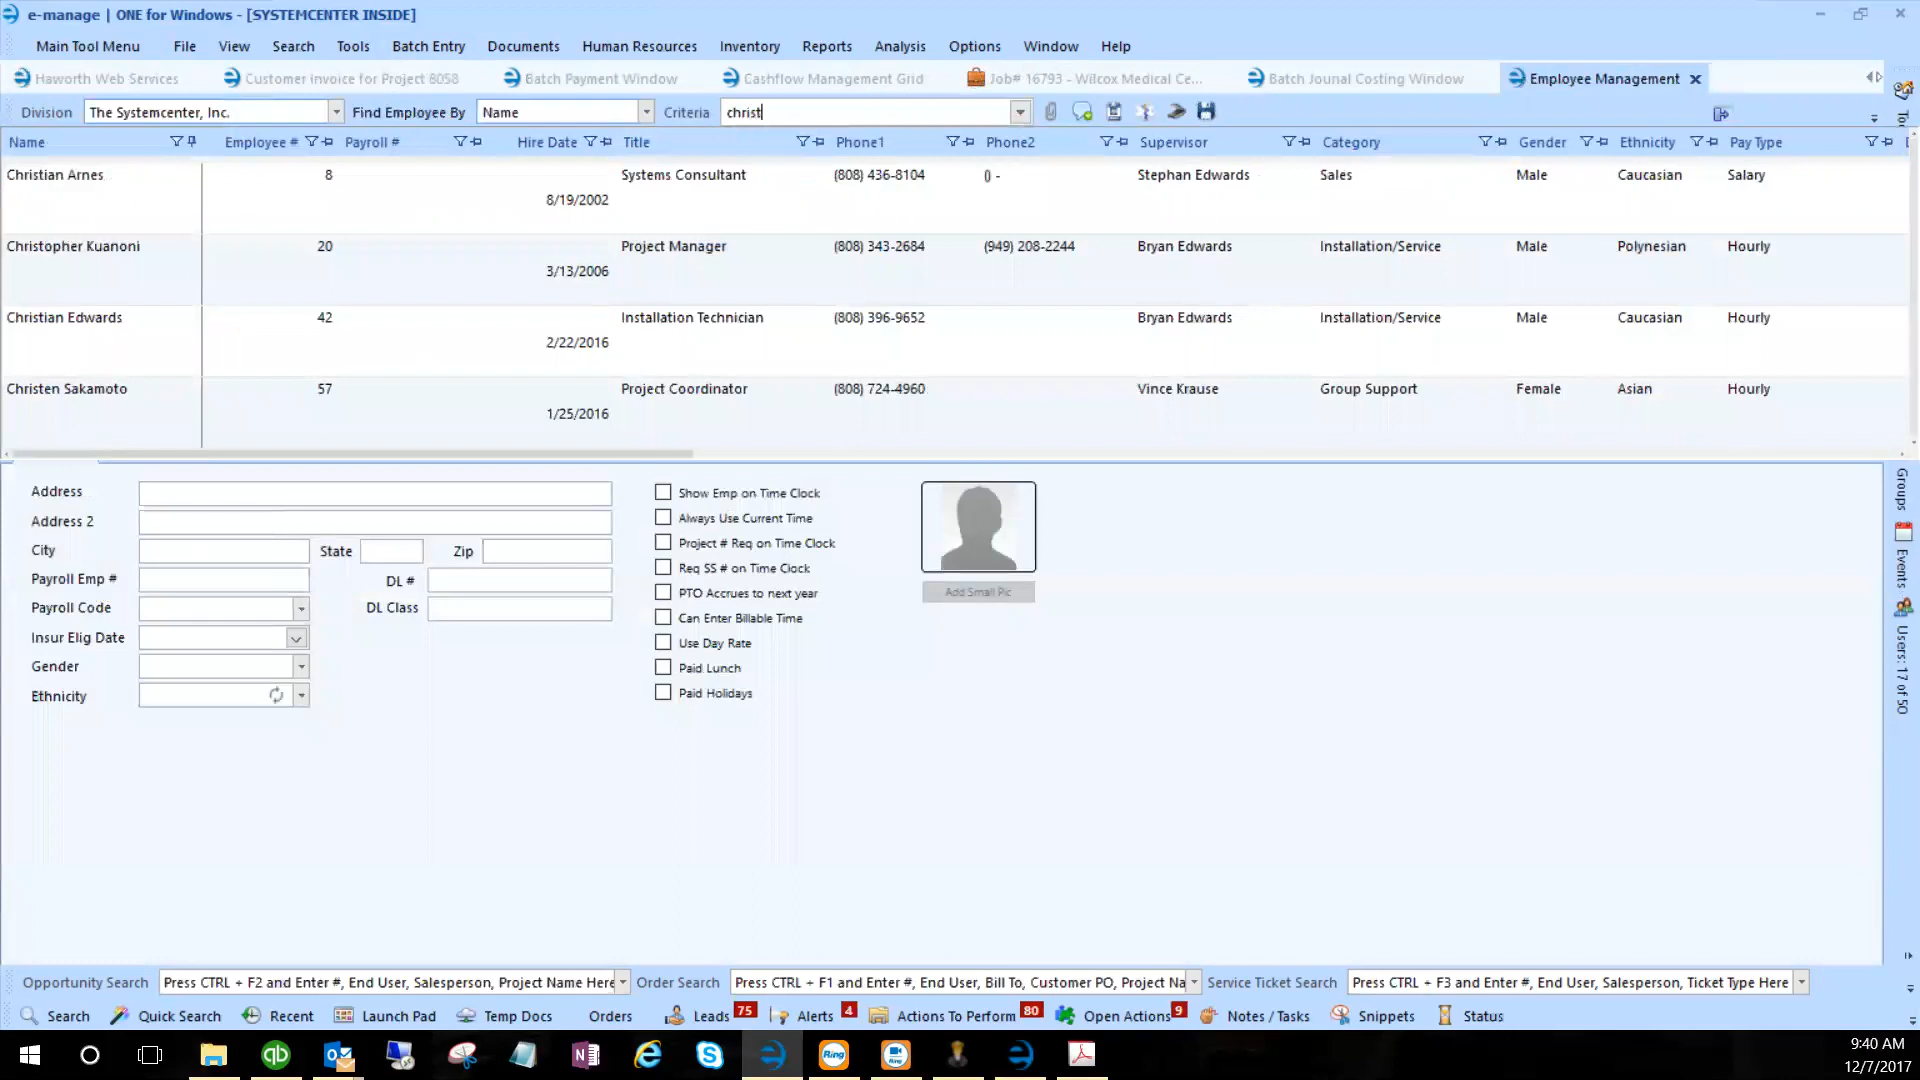 e-manage | ONE for Windows - [SYSTEMCENTER INSIDE]
Main Tool Menu File View Search Tools Batch Entry Documents Human Resources Inventory Reports Analysis Options Window Help
Haworth Web Services Customer invoice for Project 8058 Batch Payment Window Cashflow Management Grid Job# 16793 - Wilcox Medical Ce... Batch Jounal Costing Window Employee Management
Division The Systemcenter, Inc. Find Employee By Name Criteria christ
Name Employee # Payroll # Hire Date Title Phone1 Phone2 Supervisor Category Gender Ethnicity Pay Type
Christian Arnes 8 Systems Consultant (808) 436-8104 () - Stephan Edwards Sales Male Caucasian Salary
8/19/2002
Christopher Kuanoni 20 Project Manager (808) 343-2684 (949) 208-2244 Bryan Edwards Installation/Service Male Polynesian Hourly
3/13/2006
Christian Edwards 42 Installation Technician (808) 396-9652 Bryan Edwards Installation/Service Male Caucasian Hourly
2/22/2016
Christen Sakamoto 57 Project Coordinator (808) 724-4960 Vince Krause Group Support Female Asian Hourly
1/25/2016
Address
Address 2
City State Zip
Payroll Emp # DL #
Payroll Code DL Class
Insur Elig Date
Gender
Ethnicity
Show Emp on Time Clock
Always Use Current Time
Project # Req on Time Clock
Req SS # on Time Clock
PTO Accrues to next year
Can Enter Billable Time
Use Day Rate
Paid Lunch
Paid Holidays
Add Small Pic
Groups
Events
Users: 17 of 50
Opportunity Search Press CTRL + F2 and Enter #, End User, Salesperson, Project Name Here Order Search Press CTRL + F1 and Enter #, End User, Bill To, Customer PO, Project Na Service Ticket Search Press CTRL + F3 and Enter #, End User, Salesperson, Ticket Type Here
Search Quick Search Recent Launch Pad Temp Docs Orders Leads 75 Alerts 4 Actions To Perform 80 Open Actions 9 Notes / Tasks Snippets Status
Ring
Ring
9:40 AM
12/7/2017